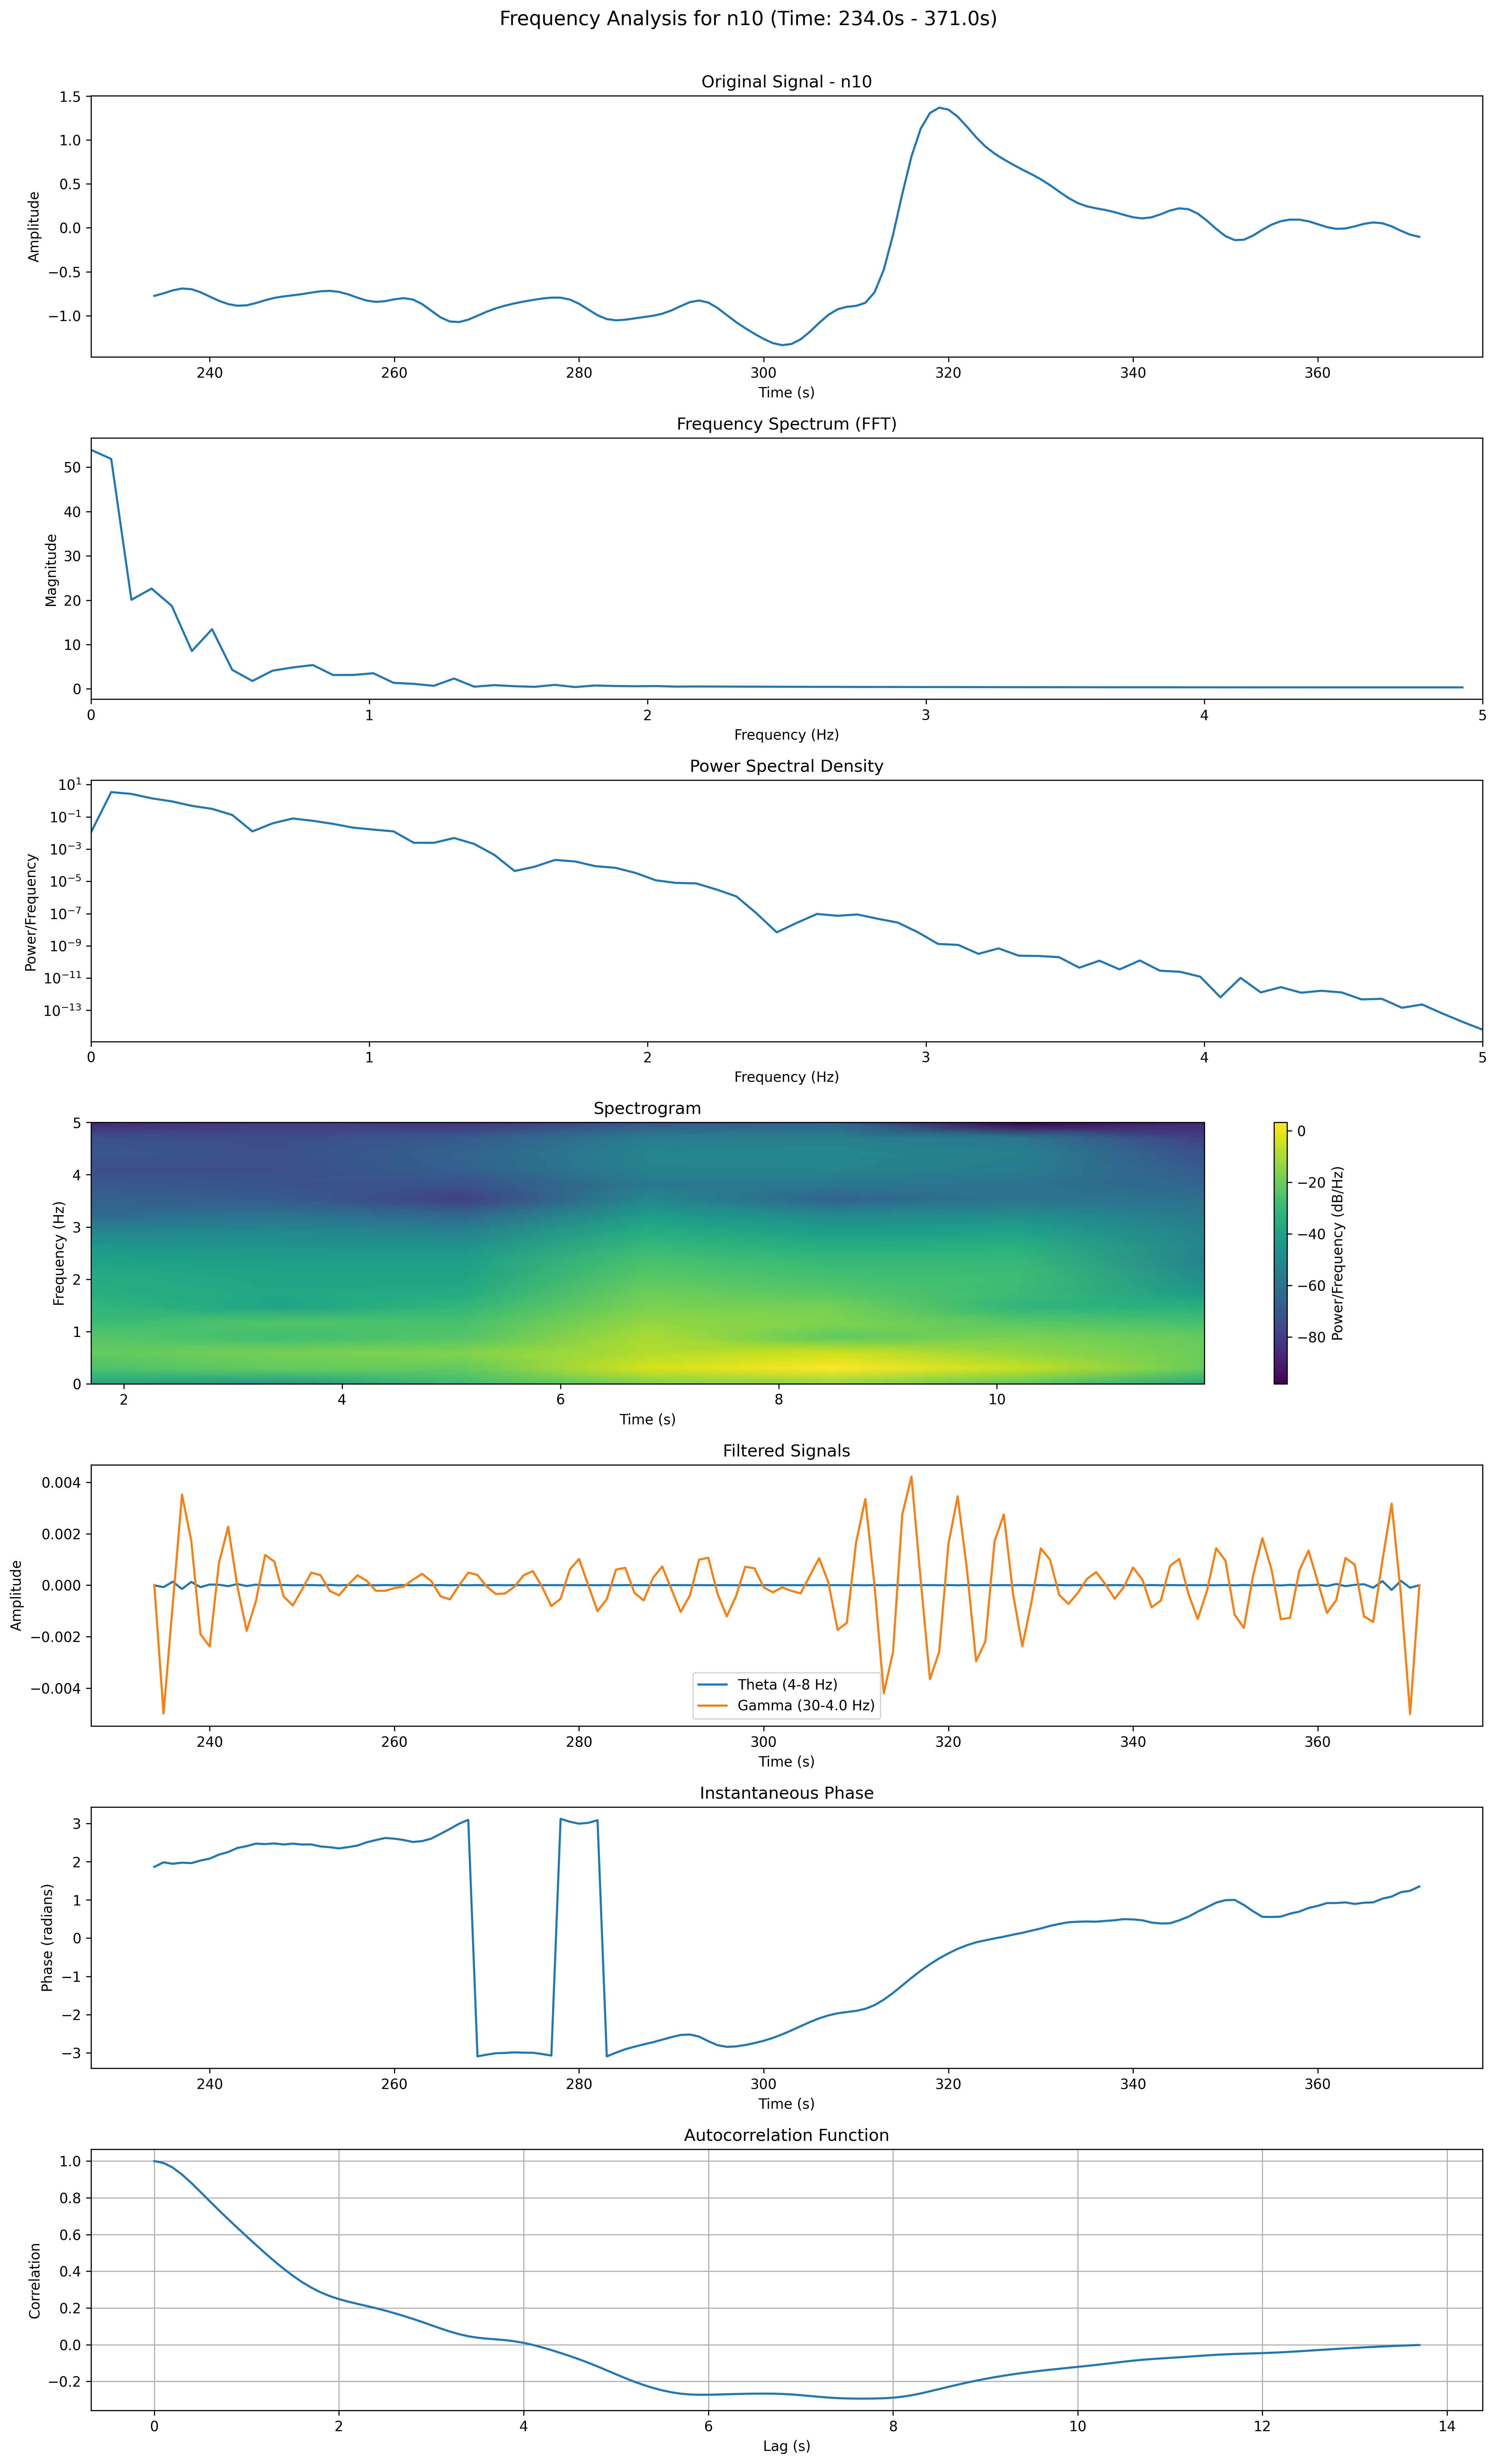 Frequency Analysis for n10 (Time: 234.0s - 371.0s)
Original Signal - n10
1.5
1.0
0.5
0.0
−0.5
−1.0
Amplitude
240 260 280 300 320 340 360
Time (s)
Frequency Spectrum (FFT)
50
40
30
20
10
0
Magnitude
0 1 2 3 4 5
Frequency (Hz)
Power Spectral Density
10¹
10⁻¹
10⁻³
10⁻⁵
10⁻⁷
10⁻⁹
10⁻¹¹
10⁻¹³
Power/Frequency
0 1 2 3 4 5
Frequency (Hz)
Spectrogram
5
4
3
2
1
0
Frequency (Hz)
2 4 6 8 10
Time (s)
0
−20
−40
−60
−80
Power/Frequency (dB/Hz)
Filtered Signals
0.004
0.002
0.000
−0.002
−0.004
Amplitude
Theta (4-8 Hz)
Gamma (30-4.0 Hz)
240 260 280 300 320 340 360
Time (s)
Instantaneous Phase
3
2
1
0
−1
−2
−3
Phase (radians)
240 260 280 300 320 340 360
Time (s)
Autocorrelation Function
1.0
0.8
0.6
0.4
0.2
0.0
−0.2
Correlation
0 2 4 6 8 10 12 14
Lag (s)